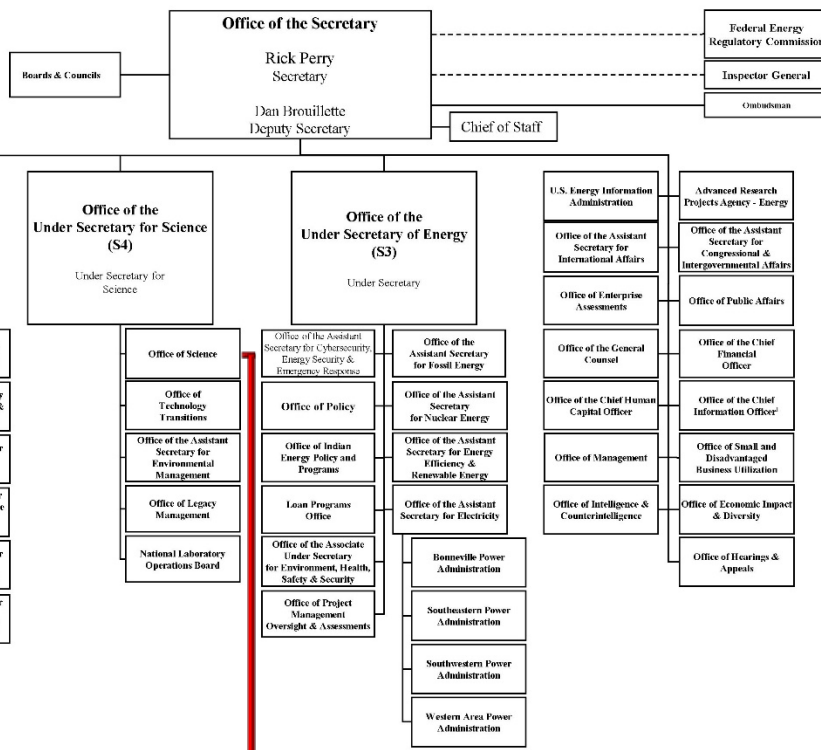 Office of the Secretary
Rick Perry
Secretary
Dan Brouillette
Deputy Secretary
Boards & Councils
Federal Energy
Regulatory Commission
Inspector General
Ombudsman
Chief of Staff
Office of the
Under Secretary for Science
(S4)
Under Secretary for
Science
Office of Science
Office of
Technology
Transitions
Office of the Assistant
Secretary for
Environmental
Management
Office of Legacy
Management
National Laboratory
Operations Board
Office of the
Under Secretary of Energy
(S3)
Under Secretary
Office of the Assistant
Secretary for Cybersecurity,
Energy Security &
Emergency Response
Office of Policy
Office of Indian
Energy Policy and
Programs
Loan Programs
Office
Office of the Associate
Under Secretary
for Environment, Health,
Safety & Security
Office of Project
Management
Oversight & Assessments
Office of the
Assistant Secretary
for Fossil Energy
Office of the Assistant
Secretary
for Nuclear Energy
Office of the Assistant
Secretary for Energy
Efficiency &
Renewable Energy
Office of the Assistant
Secretary for Electricity
Bonneville Power
Administration
Southeastern Power
Administration
Southwestern Power
Administration
Western Area Power
Administration
U.S. Energy Information
Administration
Office of the Assistant
Secretary for
International Affairs
Office of Enterprise
Assessments
Office of the General
Counsel
Office of the Chief Human
Capital Officer
Office of Management
Office of Intelligence &
Counterintelligence
Advanced Research
Projects Agency - Energy
Office of the Assistant
Secretary for
Congressional &
Intergovernmental Affairs
Office of Public Affairs
Office of the Chief
Financial
Officer
Office of the Chief
Information Officer¹
Office of Small and
Disadvantaged
Business Utilization
Office of Economic Impact
& Diversity
Office of Hearings &
Appeals